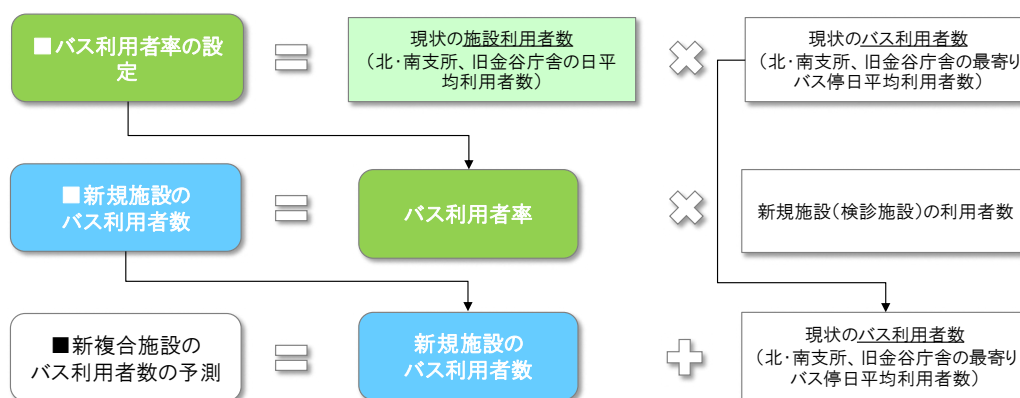 ■バス利用者率の設
定
現状の施設利用者数
(北・南支所、旧金谷庁舎の日平
均利用者数)
現状のバス利用者数
(北・南支所、旧金谷庁舎の最寄り
バス停日平均利用者数)
■新規施設の
バス利用者数
バス利用者率
新規施設(検診施設)の利用者数
■新複合施設の
バス利用者数の予測
新規施設の
バス利用者数
現状のバス利用者数
(北・南支所、旧金谷庁舎の最寄り
バス停日平均利用者数)